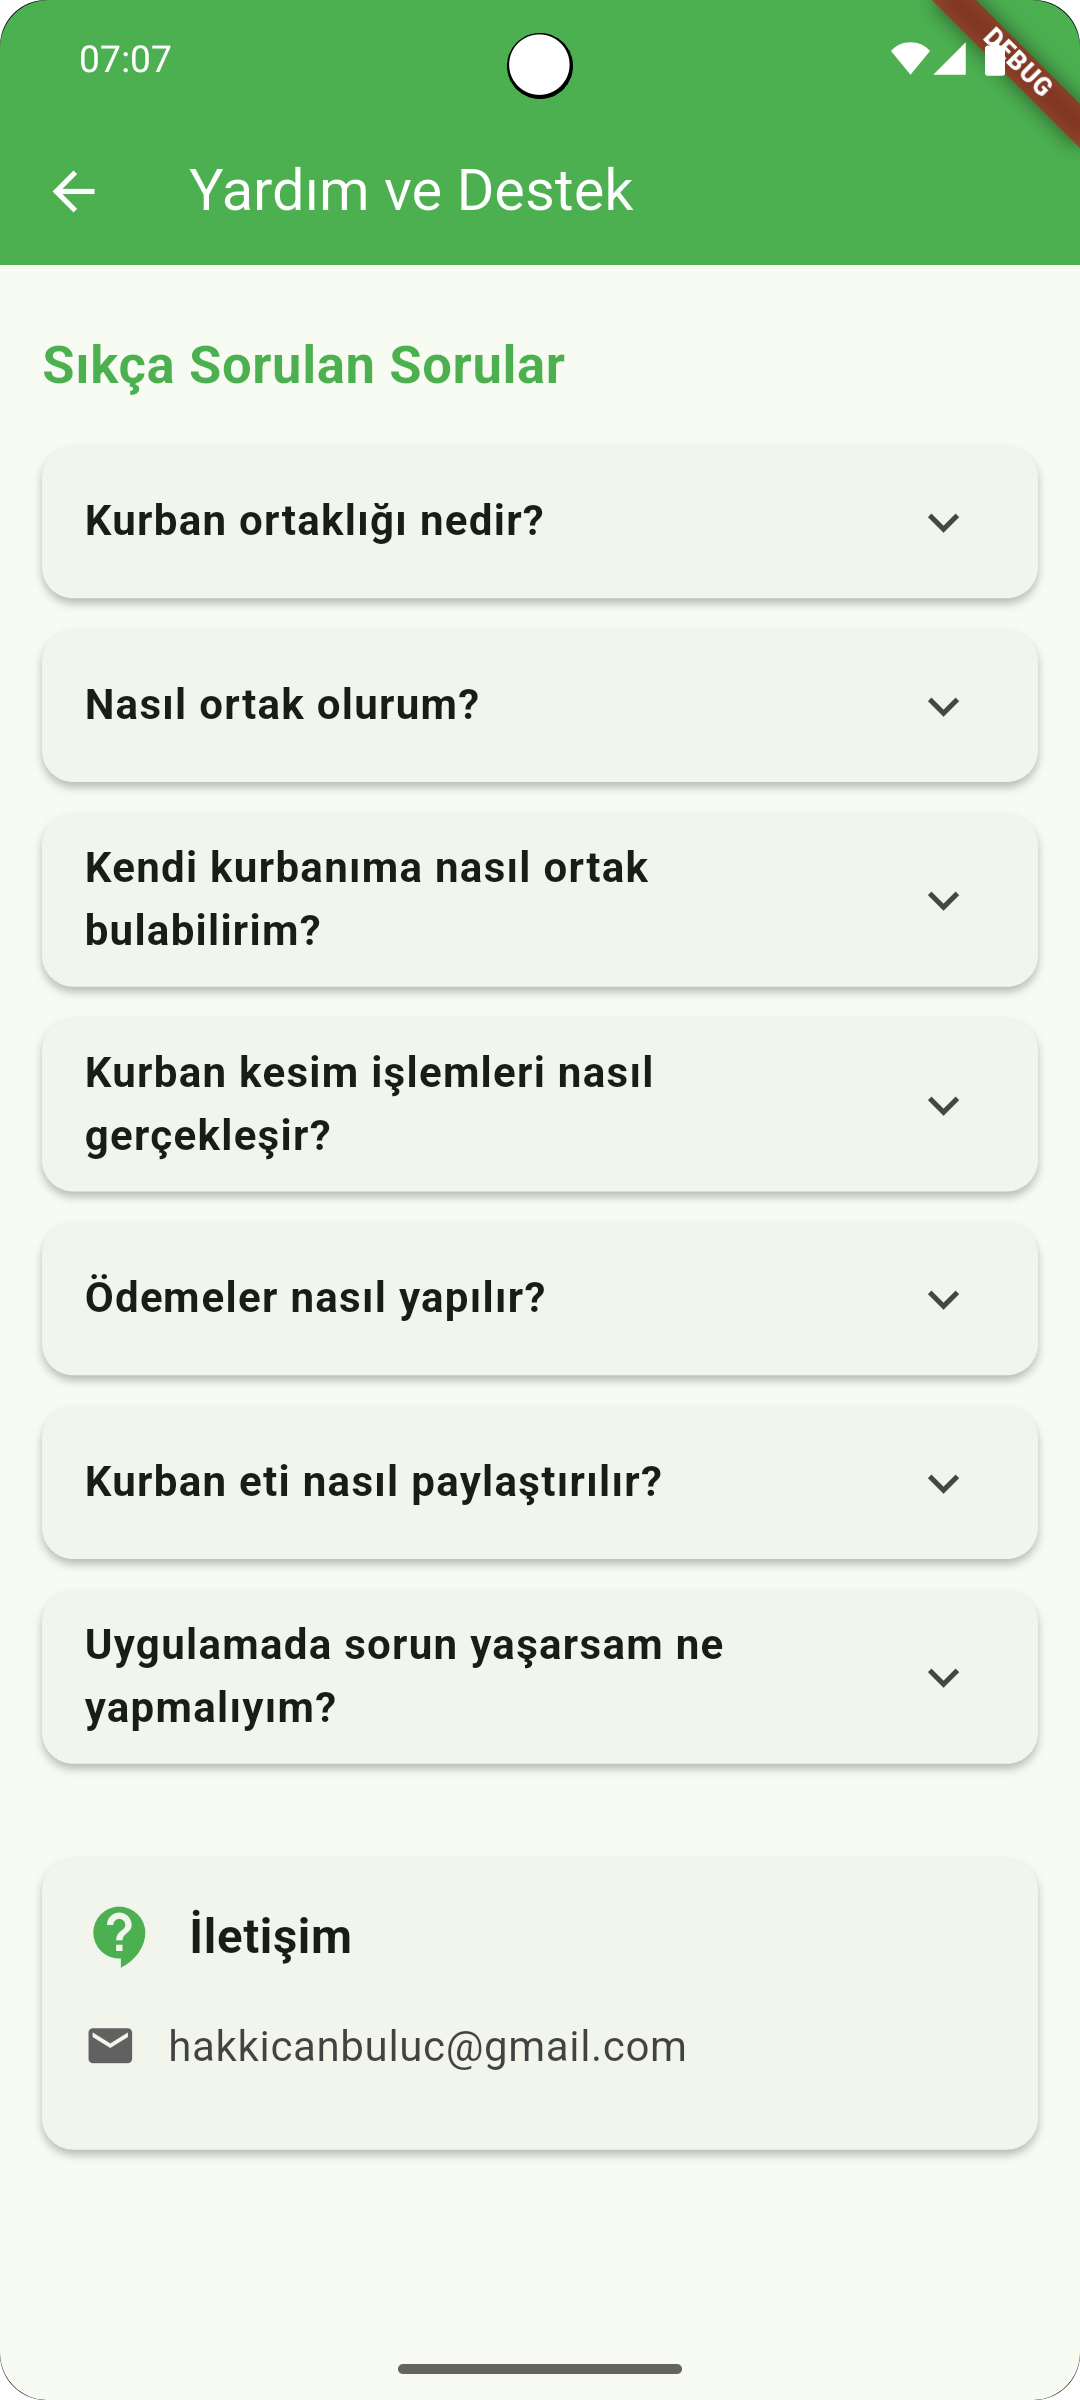 07:07
DEBUG
Yardım ve Destek
Sıkça Sorulan Sorular
Kurban ortaklığı nedir?
Nasıl ortak olurum?
Kendi kurbanıma nasıl ortak
bulabilirim?
Kurban kesim işlemleri nasıl
gerçekleşir?
Ödemeler nasıl yapılır?
Kurban eti nasıl paylaştırılır?
Uygulamada sorun yaşarsam ne
yapmalıyım?
İletişim
hakkicanbuluc@gmail.com